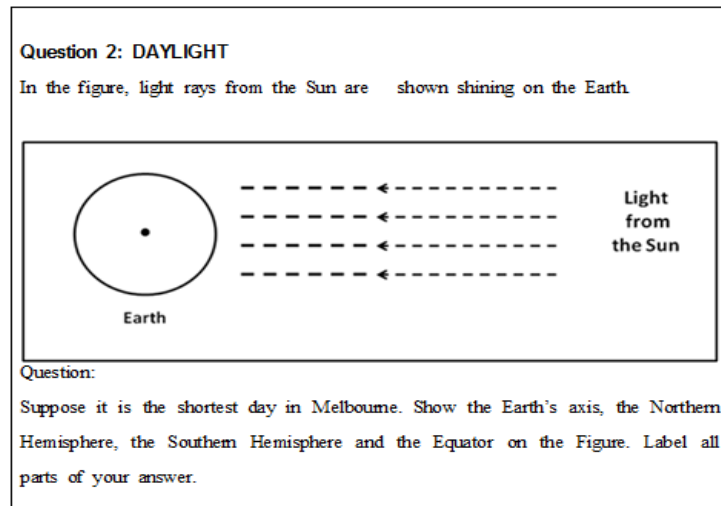 Question 2: DAYLIGHT
In the figure, light rays from the Sun are shown shining on the Earth.
Light
from
the Sun
Earth
Question:
Suppose it is the shortest day in Melbourne. Show the Earth's axis, the Northern
Hemisphere, the Southern Hemisphere and the Equator on the Figure. Label all
parts of your answer.